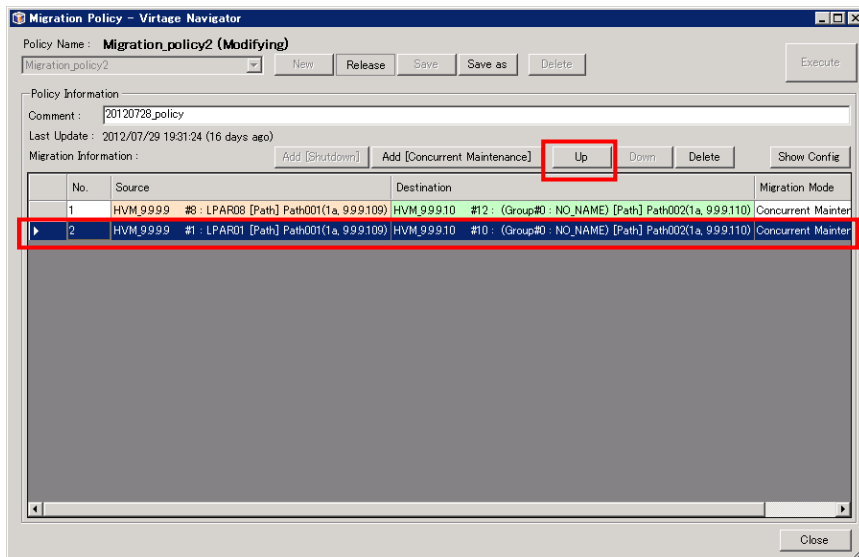 Migration Policy - Virtage Navigator
Policy Name : Migration_policy2 (Modifying)
Migration_policy2 New Release Save Save as Delete Execute
Policy Information
Comment : 20120728_policy
Last Update : 2012/07/29 19:31:24 (16 days ago)
Migration Information : Add [Shutdown] Add [Concurrent Maintenance] Up Down Delete Show Config
No. Source Destination Migration Mode
1 HVM_9.9.9.9 #8 : LPAR08 [Path] Path001(1a, 9.9.9.109) HVM_9.9.9.10 #12 : (Group#0 : NO_NAME) [Path] Path002(1a, 9.9.9.110) Concurrent Mainter
2 HVM_9.9.9.9 #1 : LPAR01 [Path] Path001(1a, 9.9.9.109) HVM_9.9.9.10 #10 : (Group#0 : NO_NAME) [Path] Path002(1a, 9.9.9.110) Concurrent Mainter
Close